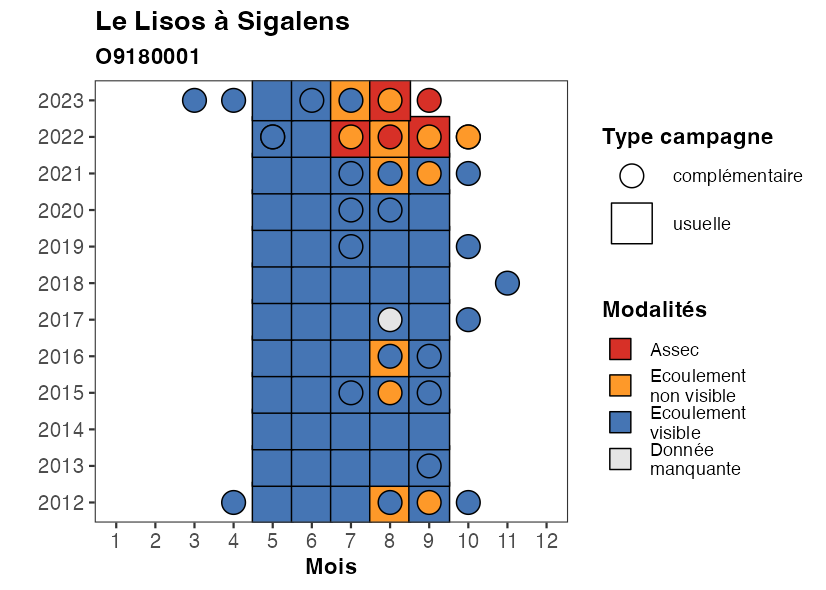 Le Lisos à Sigalens
O9180001
2023
2022
2021
2020
2019
2018
2017
2016
2015
2014
2013
2012
1 2 3 4 5 6 7 8 9 10 11 12
Mois
Type campagne
complémentaire
usuelle
Modalités
Assec
Ecoulement
non visible
Ecoulement
visible
Donnée
manquante